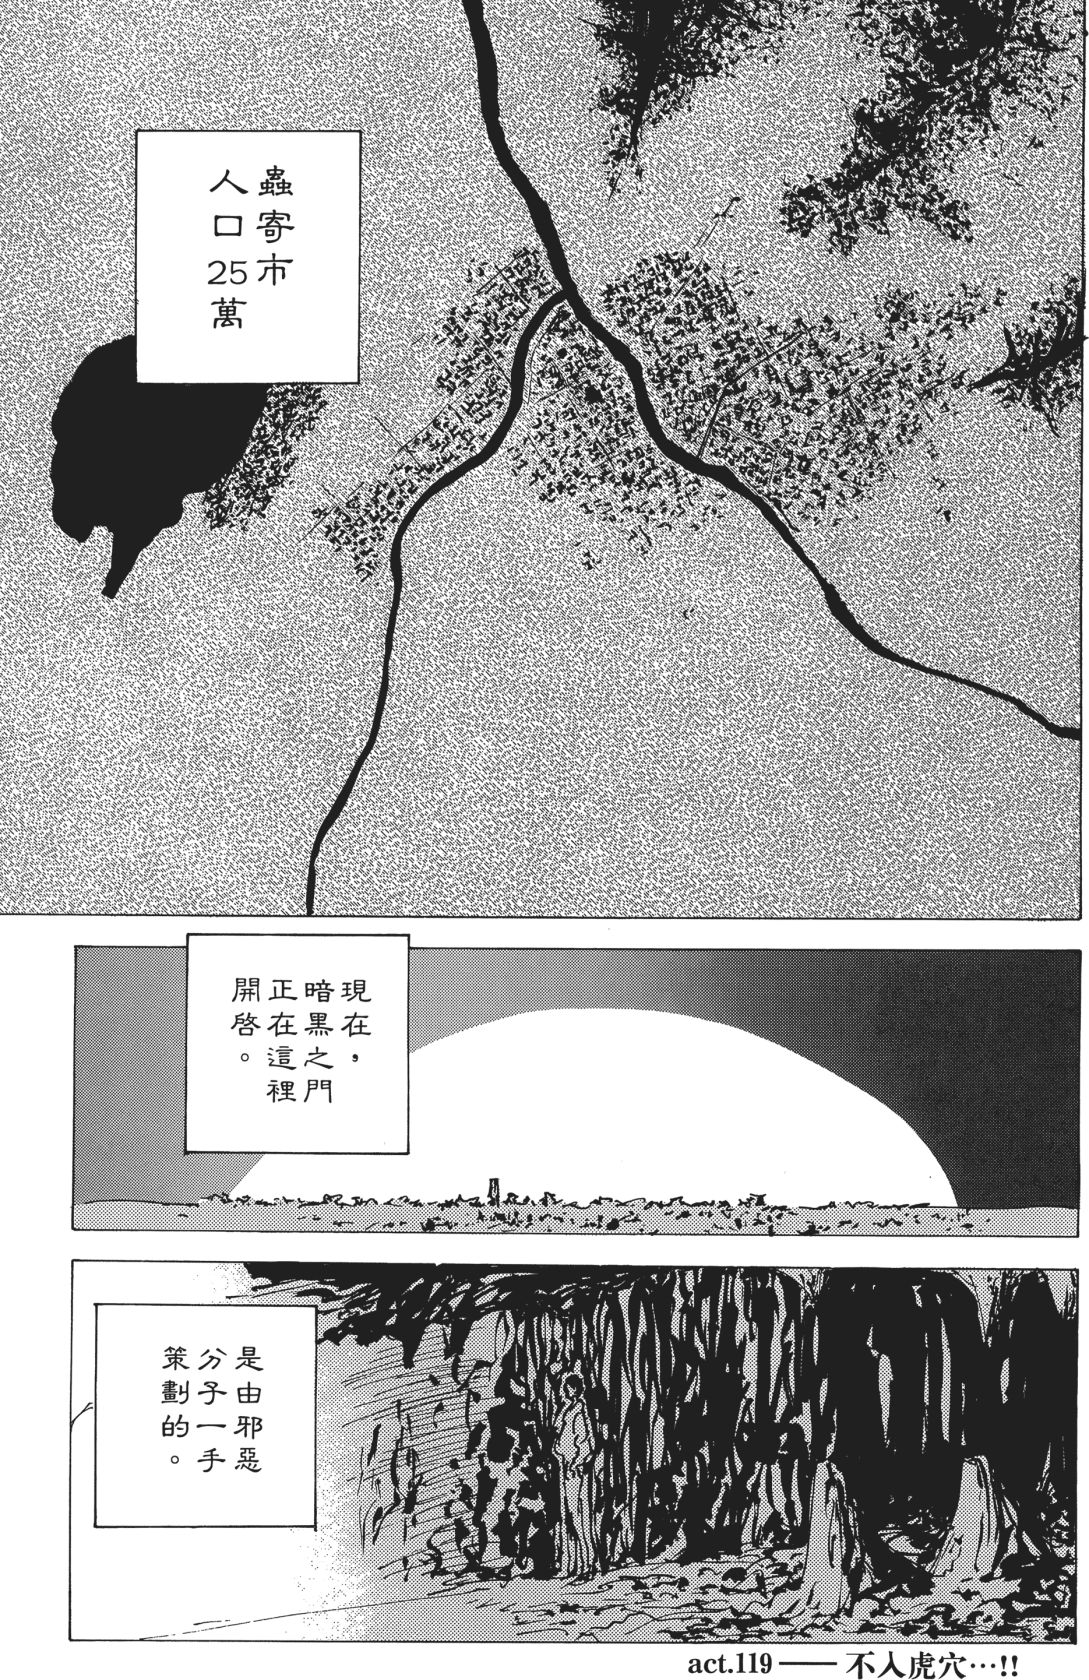 蟲寄市
人口25萬
現在，
暗黑之門
正在這裡
開啓。
是由邪惡
分子一手
策劃的。
act.119——不入虎穴…!!